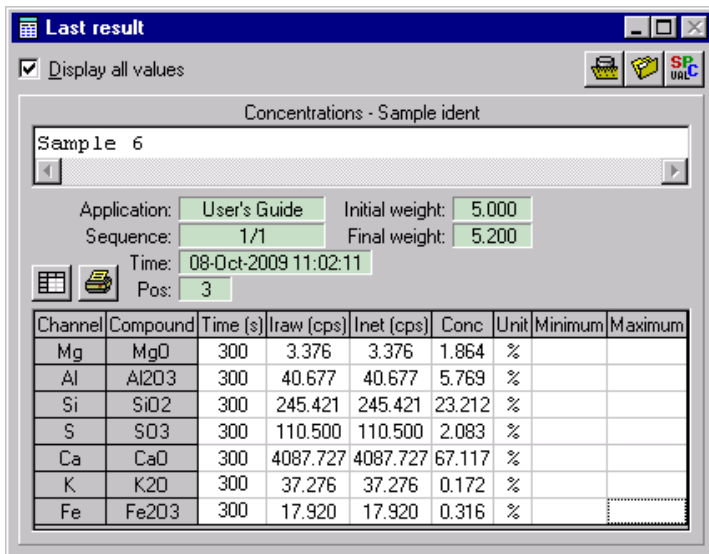 Last result
Display all values
SPC
VAL
Concentrations - Sample ident
Sample 6
Application: User's Guide Initial weight: 5.000
Sequence: 1/1 Final weight: 5.200
Time: 08-Oct-2009 11:02:11
Pos: 3
Channel Compound Time (s) Iraw (cps) Inet (cps) Conc Unit Minimum Maximum
Mg MgO 300 3.376 3.376 1.864 %
Al Al2O3 300 40.677 40.677 5.769 %
Si SiO2 300 245.421 245.421 23.212 %
S SO3 300 110.500 110.500 2.083 %
Ca CaO 300 4087.727 4087.727 67.117 %
K K2O 300 37.276 37.276 0.172 %
Fe Fe2O3 300 17.920 17.920 0.316 %